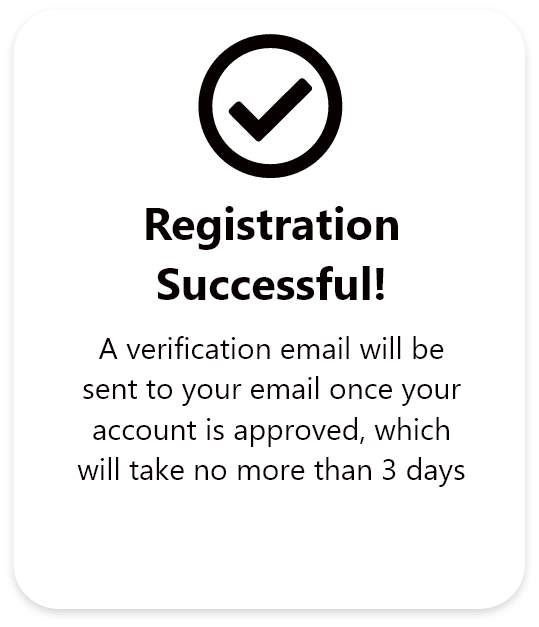 Registration
Successful!
A verification email will be
sent to your email once your
account is approved, which
will take no more than 3 days